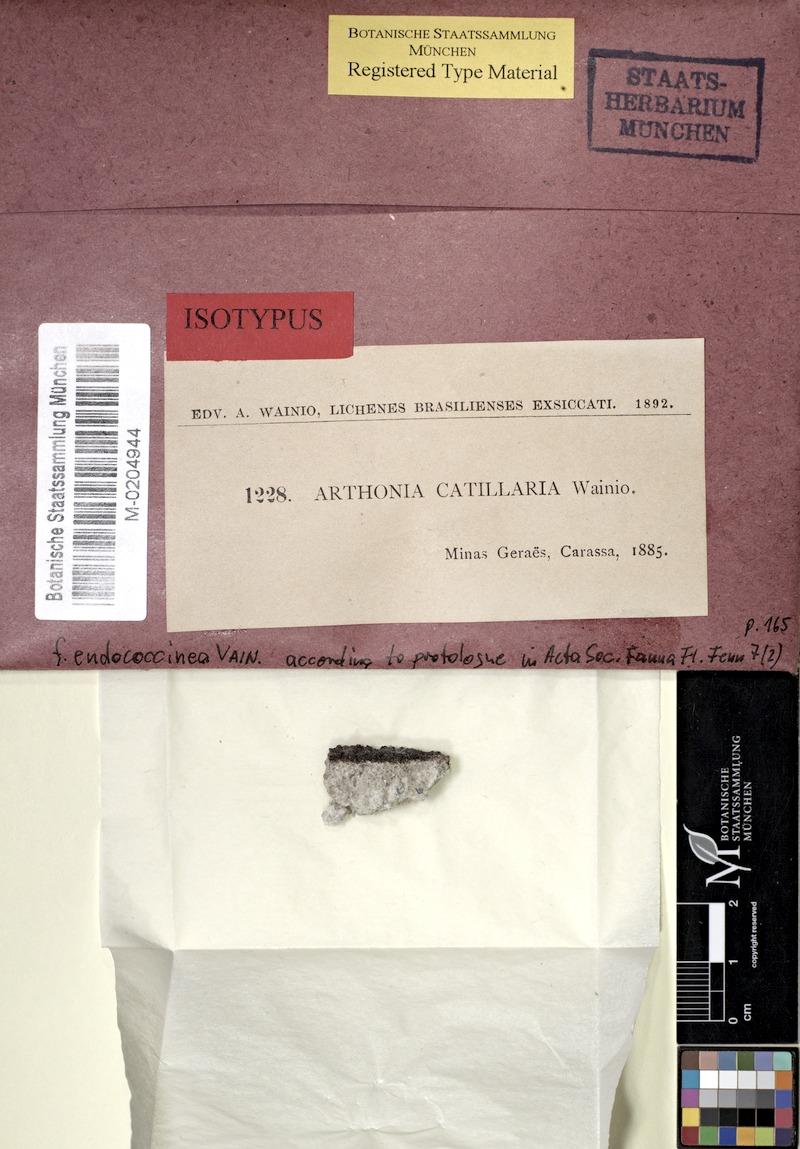 BOTANISCHE STAATSSAMMLUNG
MÜNCHEN
Registered Type Material
STAATS-
HERBARIUM
MÜNCHEN
ISOTYPUS
EDV. A. WAINIO, LICHENES BRASILIENSES EXSICCATI. 1892.
1228. ARTHONIA CATILLARIA Wainio.
Minas Geraës, Carassa, 1885.
Botanische Staatssammlung München
M-0204944
p. 165
f. endococcinea VAIN. according to protologue in Acta Soc. Fauna Fl. Fenn 7(2)
BOTANISCHE
STAATSSAMMLUNG
MÜNCHEN
M
0 1 2
cm
copyright reserved